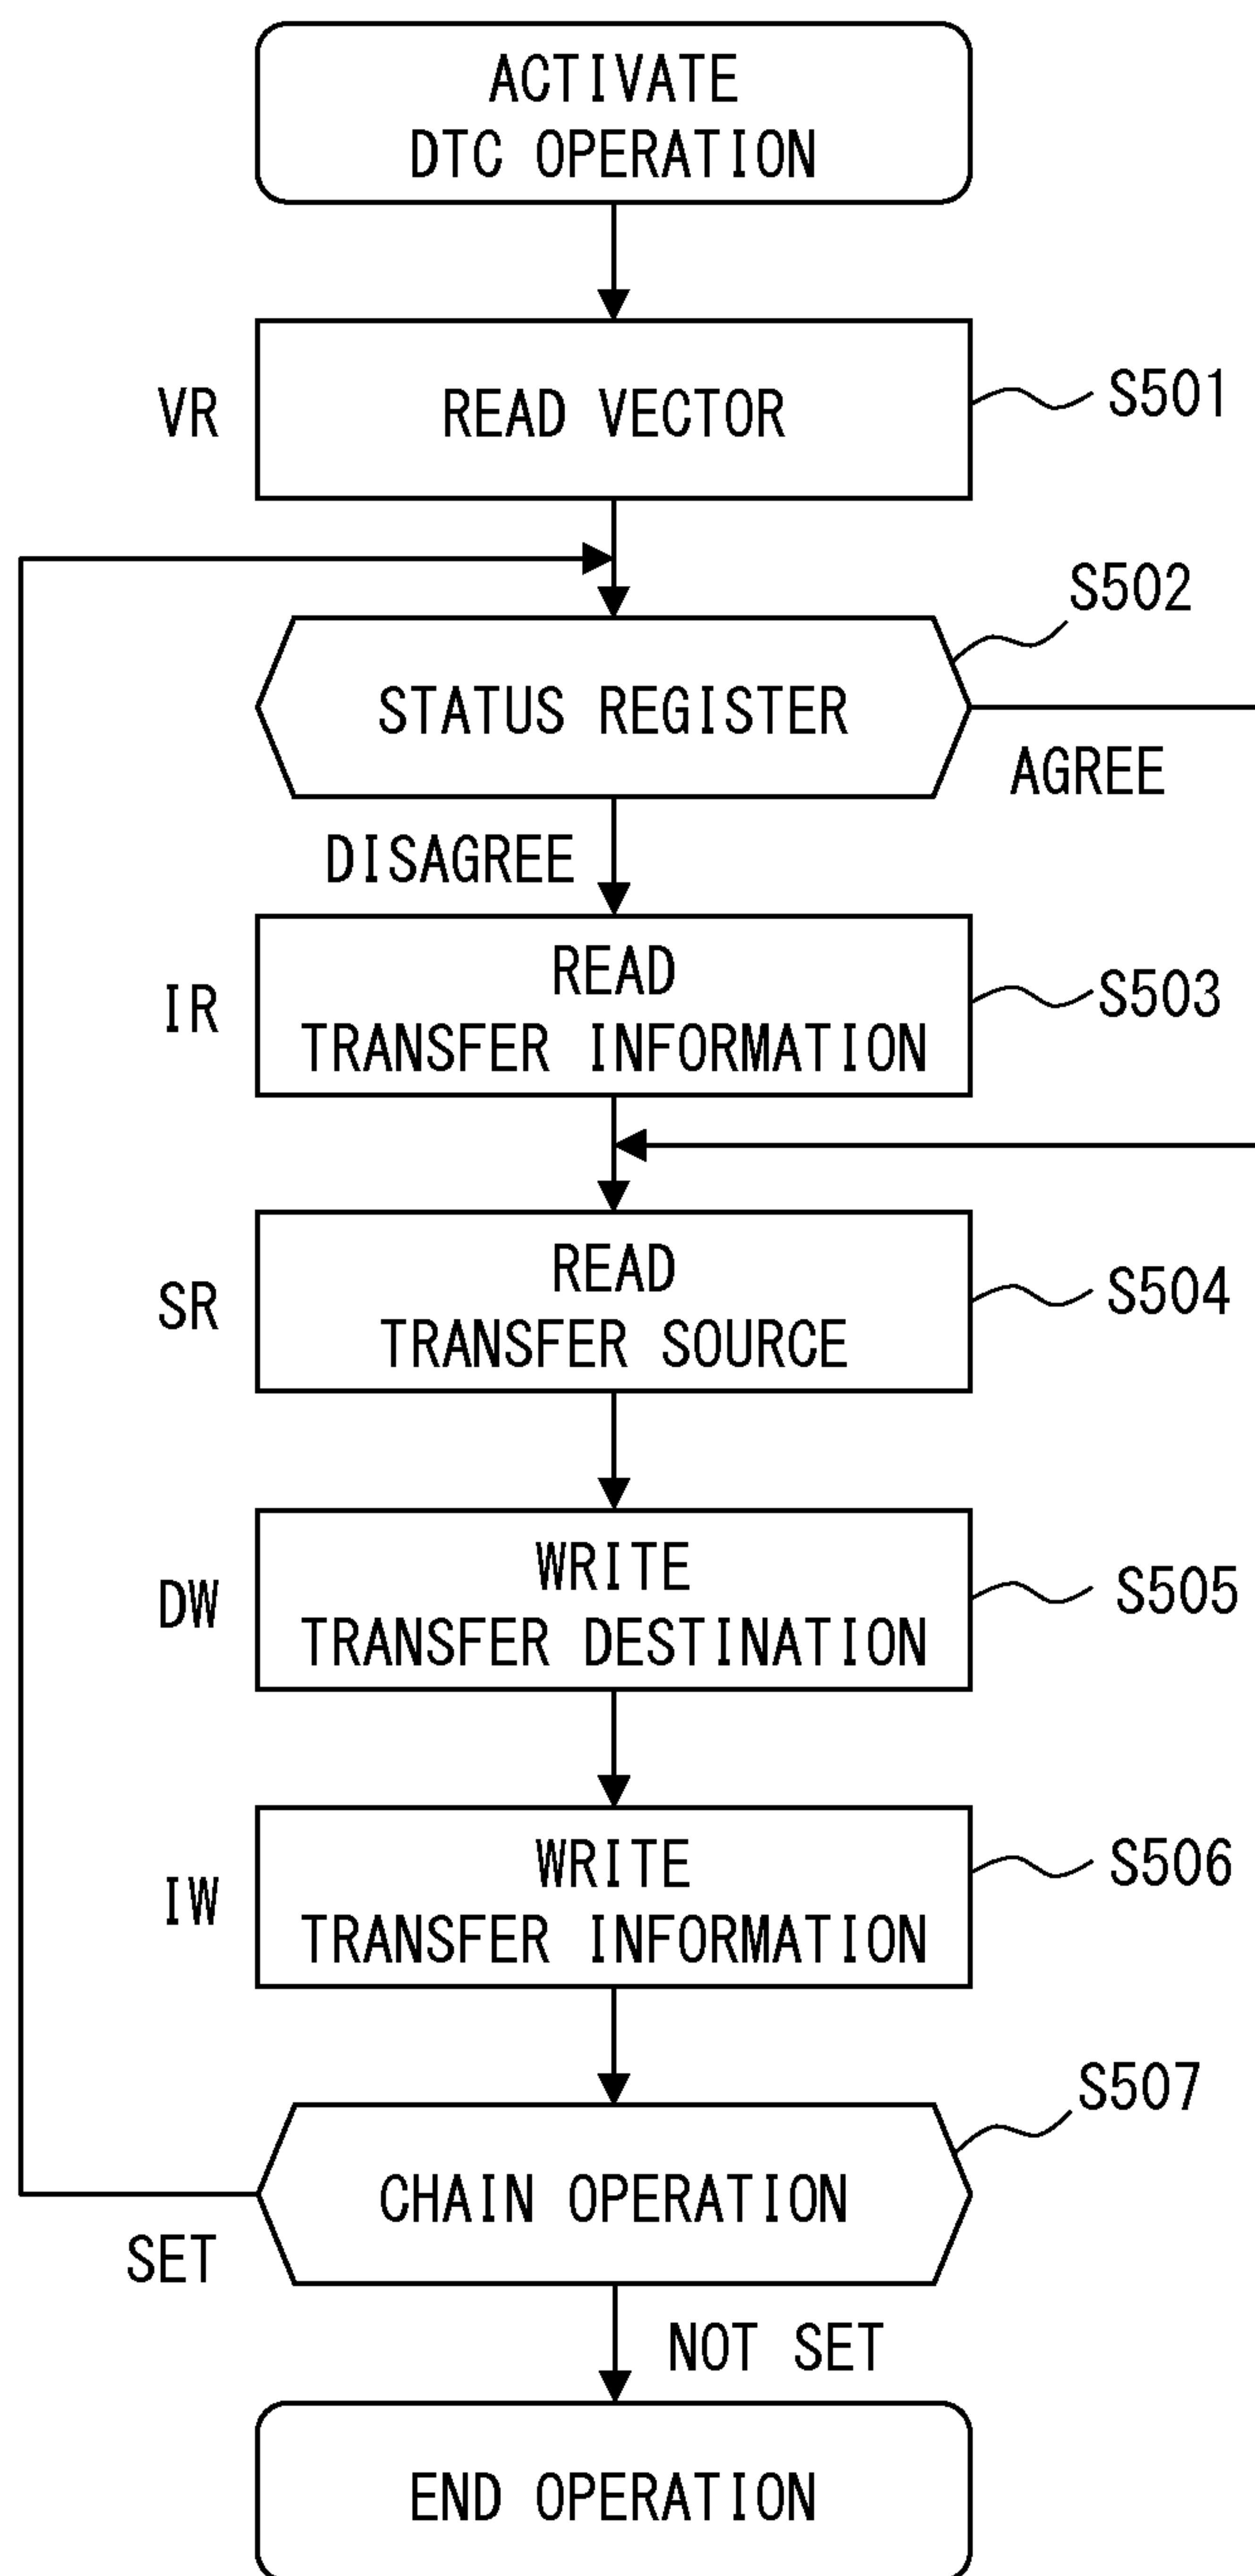 ACTIVATE
DTC OPERATION
VR
READ VECTOR
S501
S502
STATUS REGISTER
AGREE
DISAGREE
IR
READ
TRANSFER INFORMATION
S503
SR
READ
TRANSFER SOURCE
S504
DW
WRITE
TRANSFER DESTINATION
S505
IW
WRITE
TRANSFER INFORMATION
S506
S507
CHAIN OPERATION
SET
NOT SET
END OPERATION